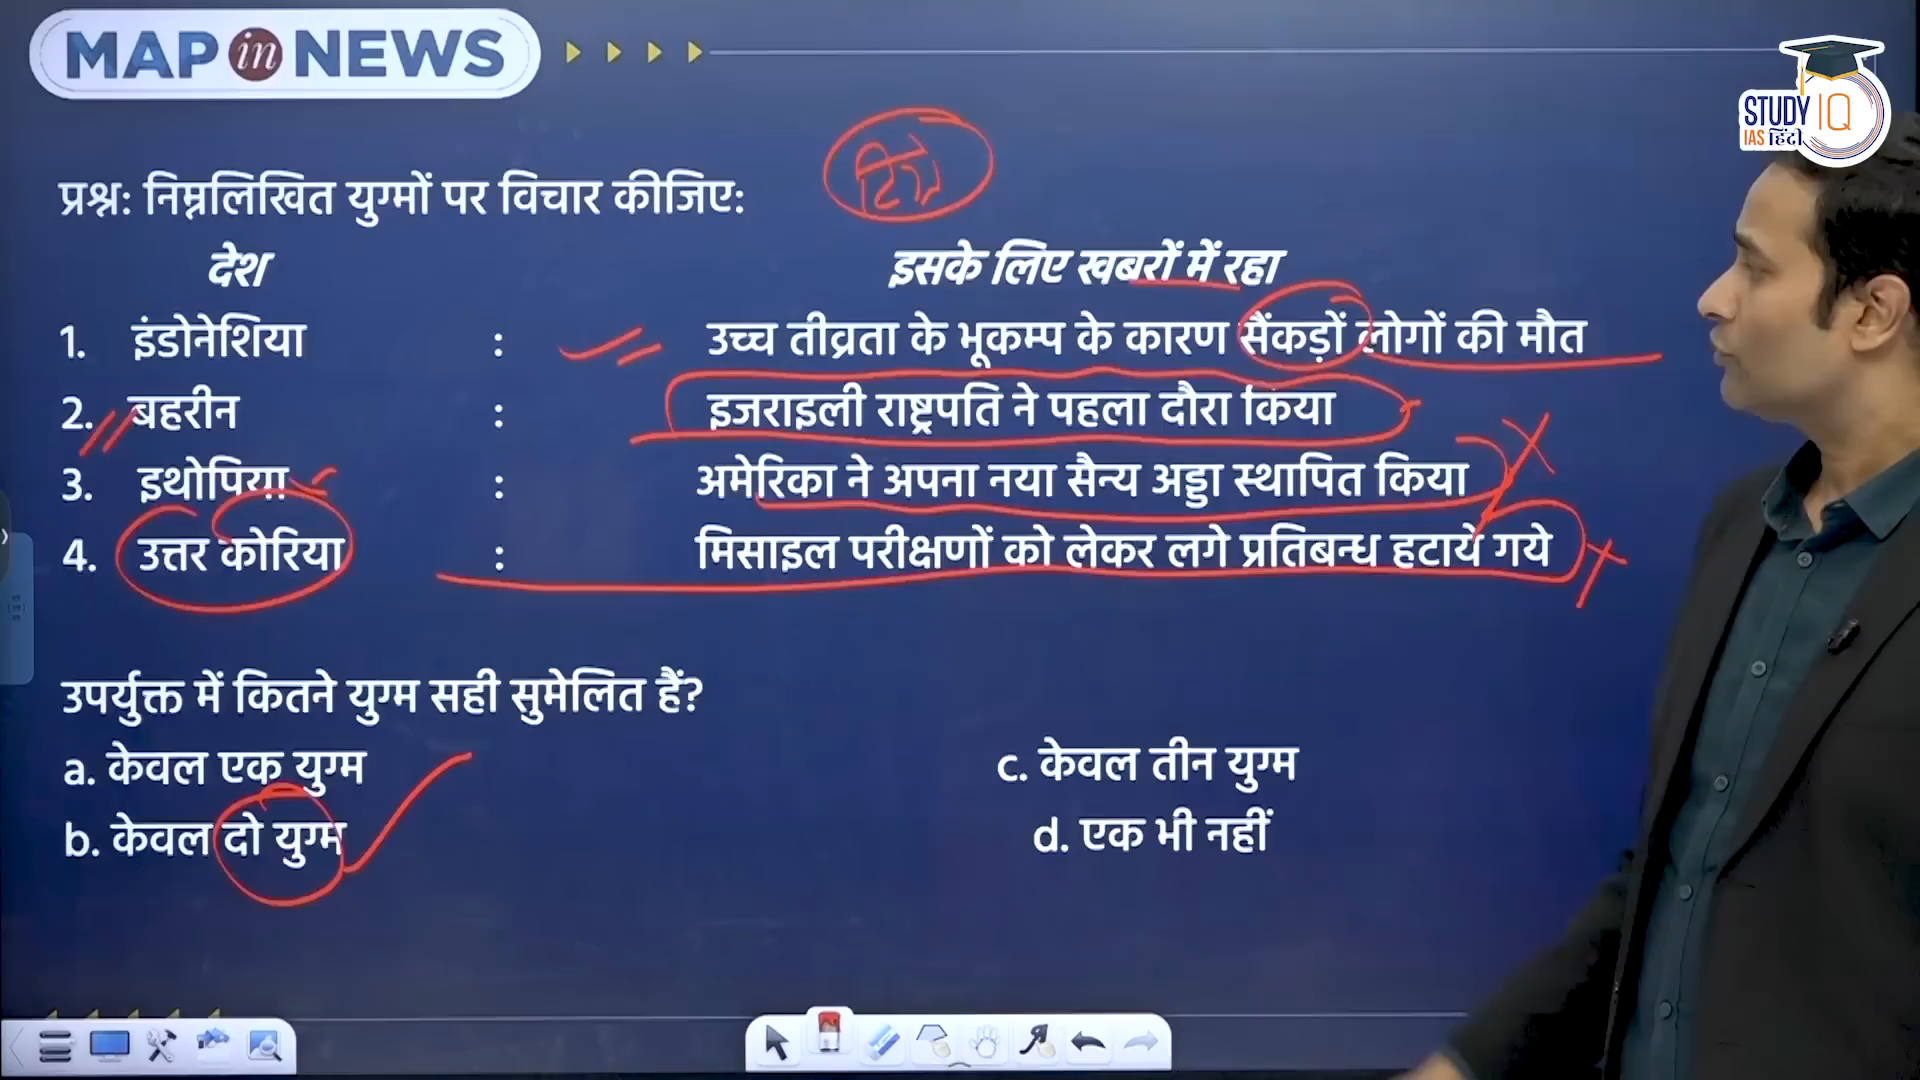 MAP in NEWS
STUDY IQ
IAS हिंदी
प्रश्न: निम्नलिखित युग्मों पर विचार कीजिए:
देश इसके लिए खबरों में रहा
1. इंडोनेशिया : उच्च तीव्रता के भूकम्प के कारण सैंकड़ों लोगों की मौत
2. बहरीन : इजराइली राष्ट्रपति ने पहला दौरा किया
3. इथोपिया : अमेरिका ने अपना नया सैन्य अड्डा स्थापित किया
4. उत्तर कोरिया : मिसाइल परीक्षणों को लेकर लगे प्रतिबन्ध हटाये गये
उपर्युक्त में कितने युग्म सही सुमेलित हैं?
a. केवल एक युग्म c. केवल तीन युग्म
b. केवल दो युग्म d. एक भी नहीं